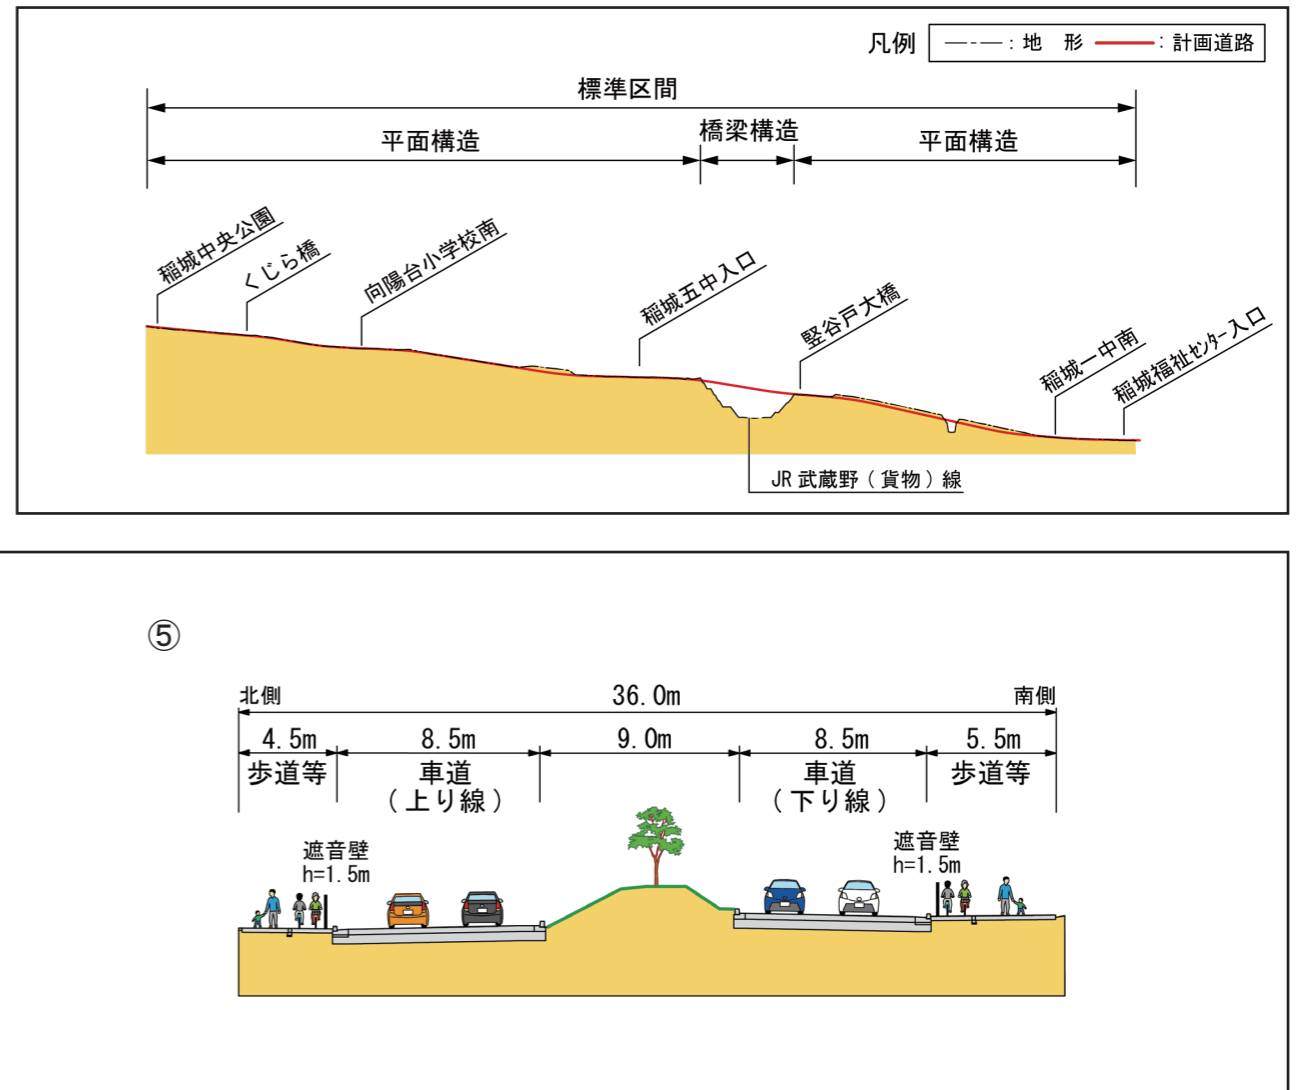 凡例
: 地 形
: 計画道路
標準区間
平面構造
橋梁構造
平面構造
稲城中央公園
くじら橋
向陽台小学校南
稲城五中入口
竪谷戸大橋
稲城一中南
稲城福祉ｾﾝﾀｰ入口
JR 武蔵野 ( 貨物 ) 線
⑤
北側
36.0m
南側
4.5m
8.5m
9.0m
8.5m
5.5m
歩道等
車道
( 上り線 )
車道
( 下り線 )
歩道等
遮音壁
h=1.5m
遮音壁
h=1.5m